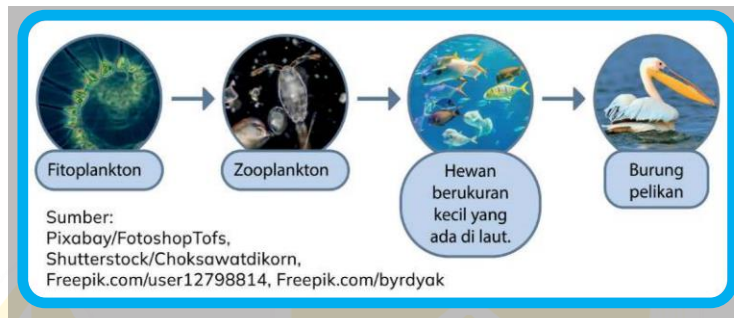 Fitoplankton
Zooplankton
Hewan
berukuran
kecil yang
ada di laut.
Burung
pelikan
Sumber:
Pixabay/FotoshopTofs,
Shutterstock/Choksawatdikorn,
Freepik.com/user12798814, Freepik.com/byrdyak